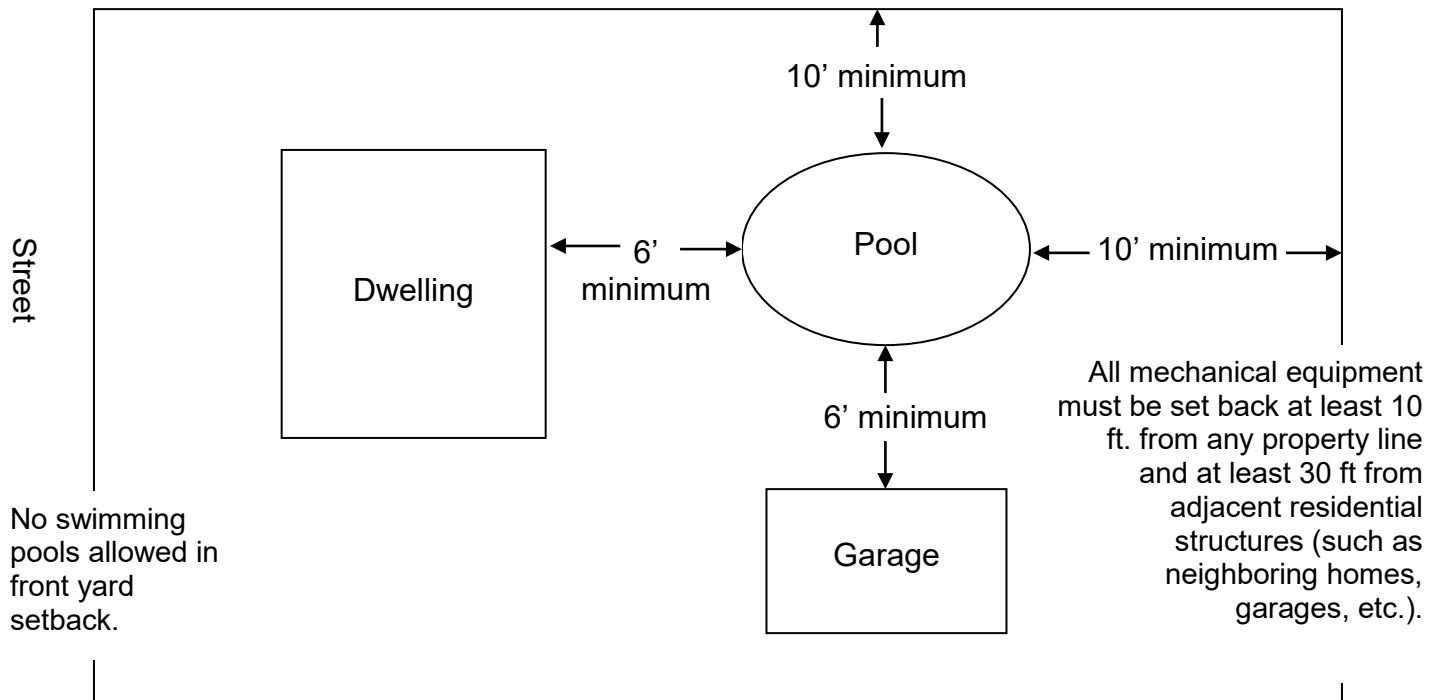 10’ minimum
Street
Dwelling
6’
minimum
Pool
10’ minimum
6’ minimum
Garage
All mechanical equipment
must be set back at least 10
ft. from any property line
and at least 30 ft from
adjacent residential
structures (such as
neighboring homes,
garages, etc.).
No swimming
pools allowed in
front yard
setback.